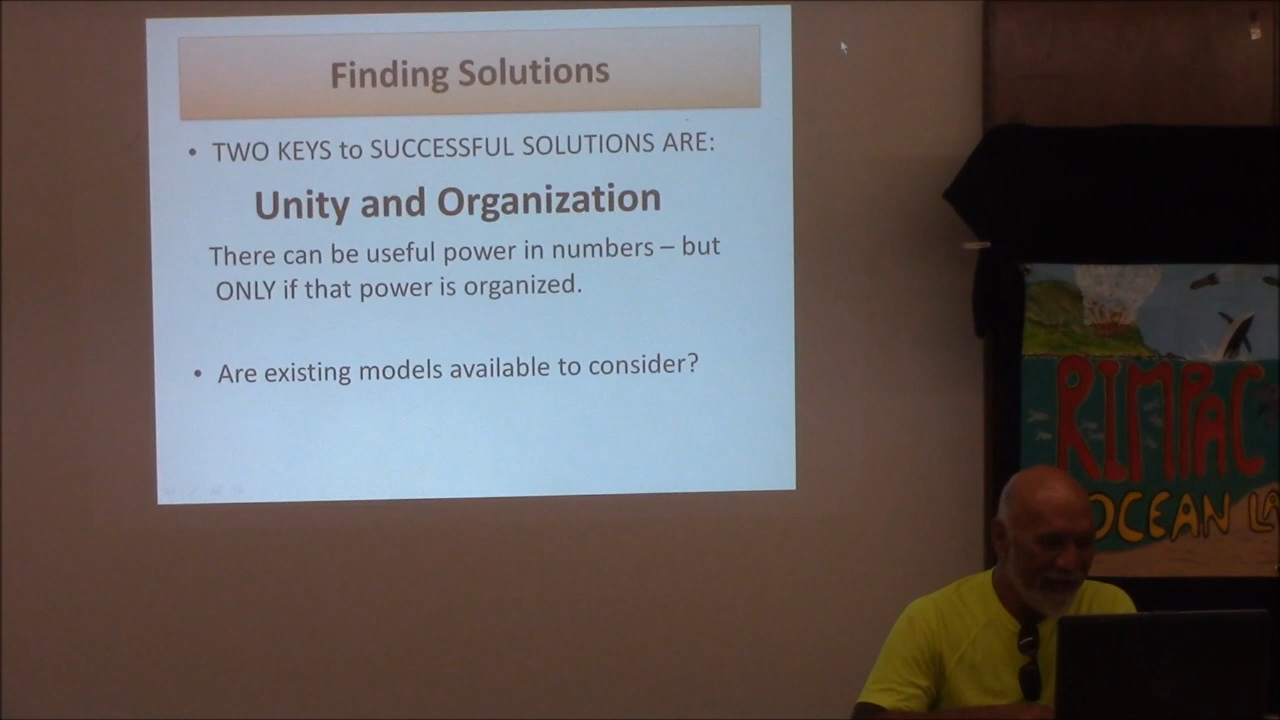 Finding Solutions
• TWO KEYS to SUCCESSFUL SOLUTIONS ARE:
Unity and Organization
There can be useful power in numbers – but
ONLY if that power is organized.
• Are existing models available to consider?
RIMPAC
OCEAN